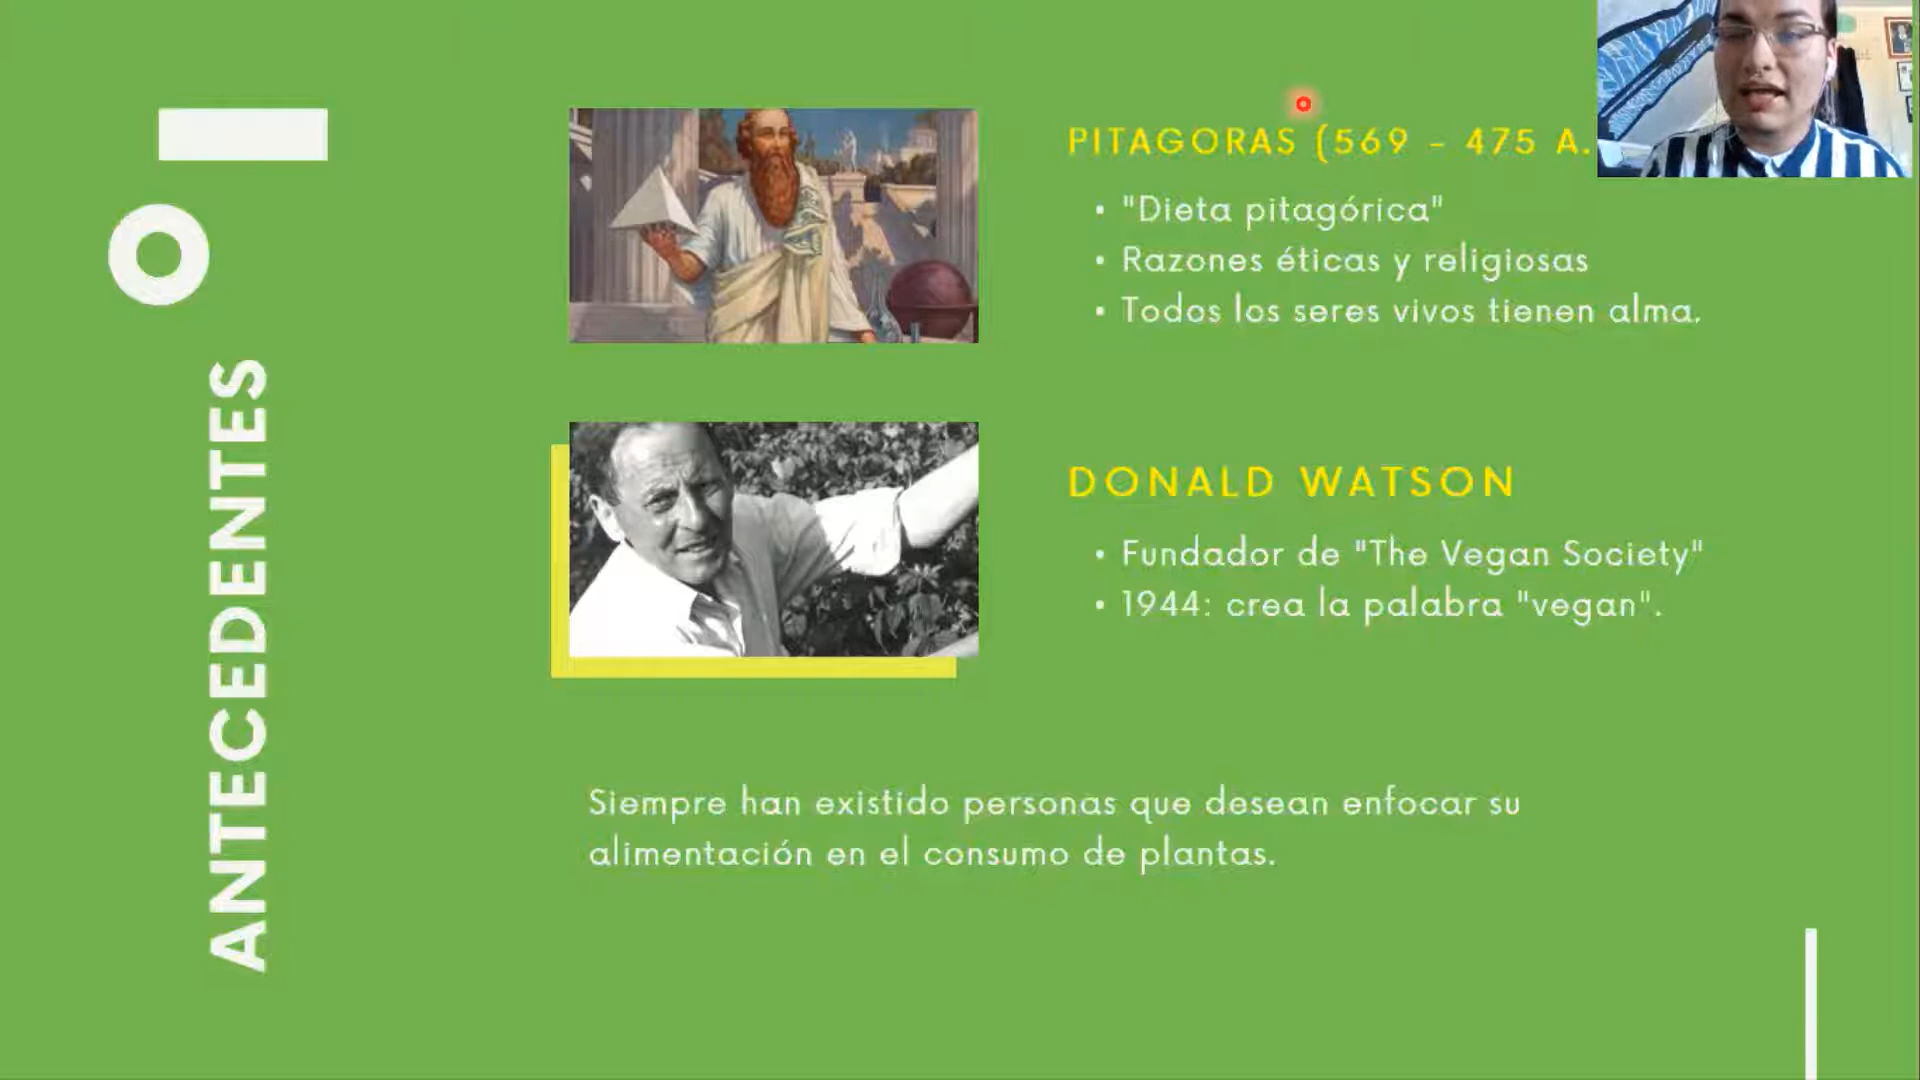 ANTECEDENTES
PITAGORAS (569 - 475 A.
• "Dieta pitagórica"
• Razones éticas y religiosas
• Todos los seres vivos tienen alma.
DONALD WATSON
• Fundador de "The Vegan Society"
• 1944: crea la palabra "vegan".
Siempre han existido personas que desean enfocar su
alimentación en el consumo de plantas.